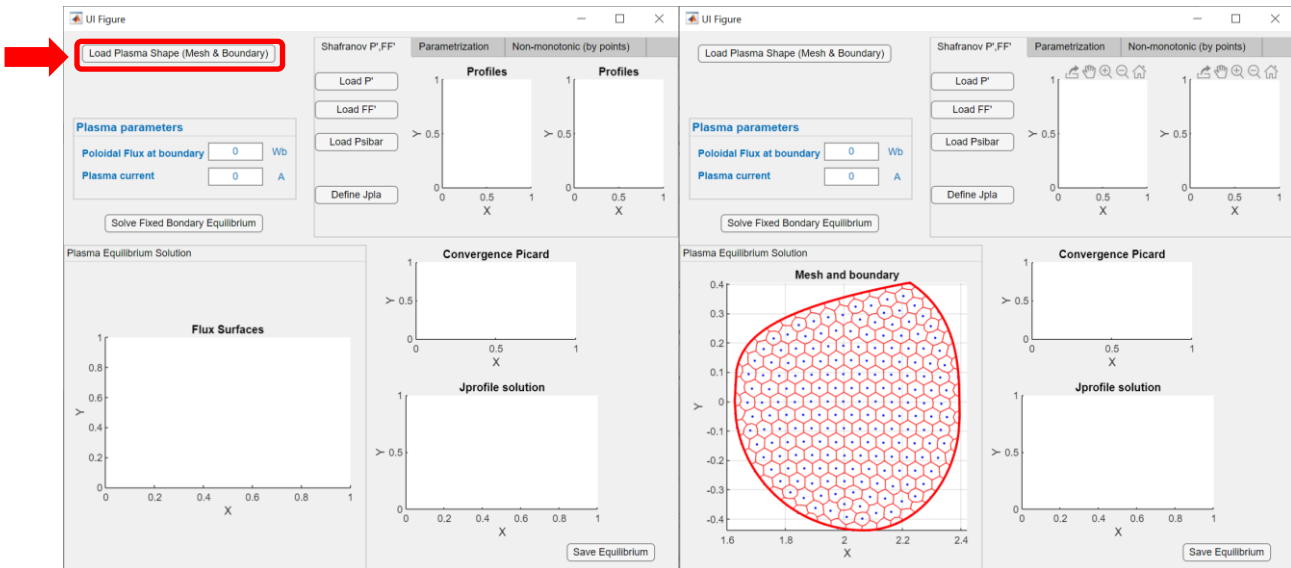 UI Figure
Load Plasma Shape (Mesh & Boundary)
Shafranov P',FF' Parametrization Non-monotonic (by points)
Load P'
Load FF'
Load Psibar
Define Jpla
Profiles
1
0.5
0
Y
0 0.5 1
X
Profiles
1
0.5
0
Y
0 0.5 1
X
Plasma parameters
Poloidal Flux at boundary 0 Wb
Plasma current 0 A
Solve Fixed Bondary Equilibrium
Plasma Equilibrium Solution
Flux Surfaces
1
0.8
0.6
0.4
0.2
0
Y
0 0.2 0.4 0.6 0.8 1
X
Convergence Picard
1
0.5
0
Y
0 0.5 1
X
Jprofile solution
1
0.5
0
Y
0 0.2 0.4 0.6 0.8 1
X
Save Equilibrium
UI Figure
Load Plasma Shape (Mesh & Boundary)
Shafranov P',FF' Parametrization Non-monotonic (by points)
Load P'
Load FF'
Load Psibar
Define Jpla
1
0.5
0
Y
0 0.5 1
X
1
0.5
0
Y
0 0.5 1
X
Plasma parameters
Poloidal Flux at boundary 0 Wb
Plasma current 0 A
Solve Fixed Bondary Equilibrium
Plasma Equilibrium Solution
Mesh and boundary
0.4
0.3
0.2
0.1
0
-0.1
-0.2
-0.3
-0.4
Y
1.6 1.8 2 2.2 2.4
X
Convergence Picard
1
0.5
0
Y
0 0.5 1
X
Jprofile solution
1
0.5
0
Y
0 0.2 0.4 0.6 0.8 1
X
Save Equilibrium